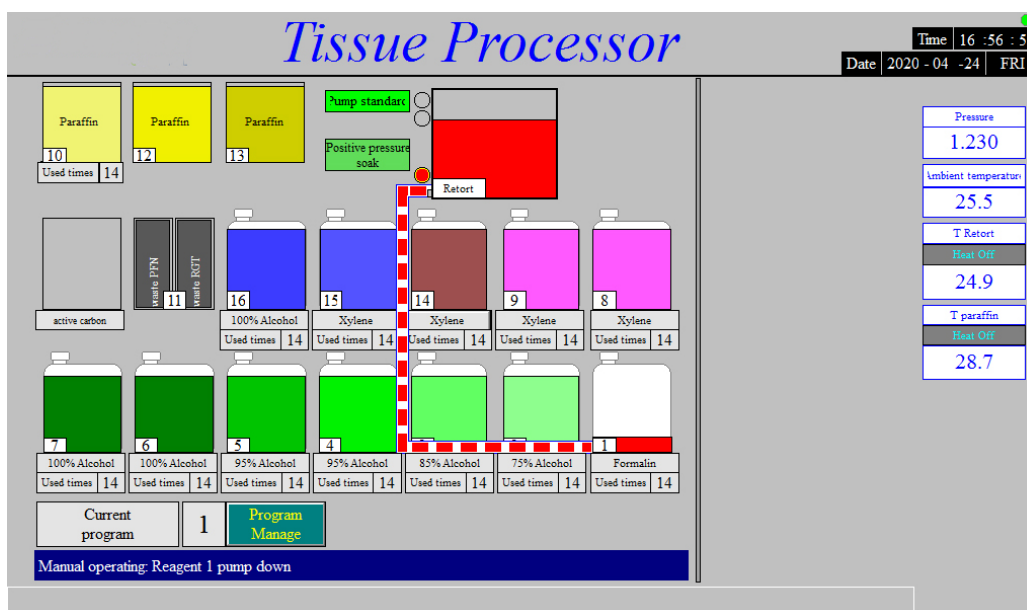 Tissue Processor
Time 16 :56 : 5
Date 2020 - 04 -24 FRI
Paraffin
10
Used times 14
Paraffin
12
Paraffin
13
Pump standard
Positive pressure
soak
Retort
Pressure
1.230
Ambient temperature
25.5
T Retort
Heat Off
24.9
T paraffin
Heat Off
28.7
active carbon
waste PFN
11
waste RGT
16
100% Alcohol
Used times 14
15
Xylene
Used times 14
14
Xylene
Used times 14
9
Xylene
Used times 14
8
Xylene
Used times 14
7
100% Alcohol
Used times 14
6
100% Alcohol
Used times 14
5
95% Alcohol
Used times 14
4
95% Alcohol
Used times 14
85% Alcohol
Used times 14
75% Alcohol
Used times 14
1
Formalin
Used times 14
Current
program
1
Program
Manage
Manual operating: Reagent 1 pump down